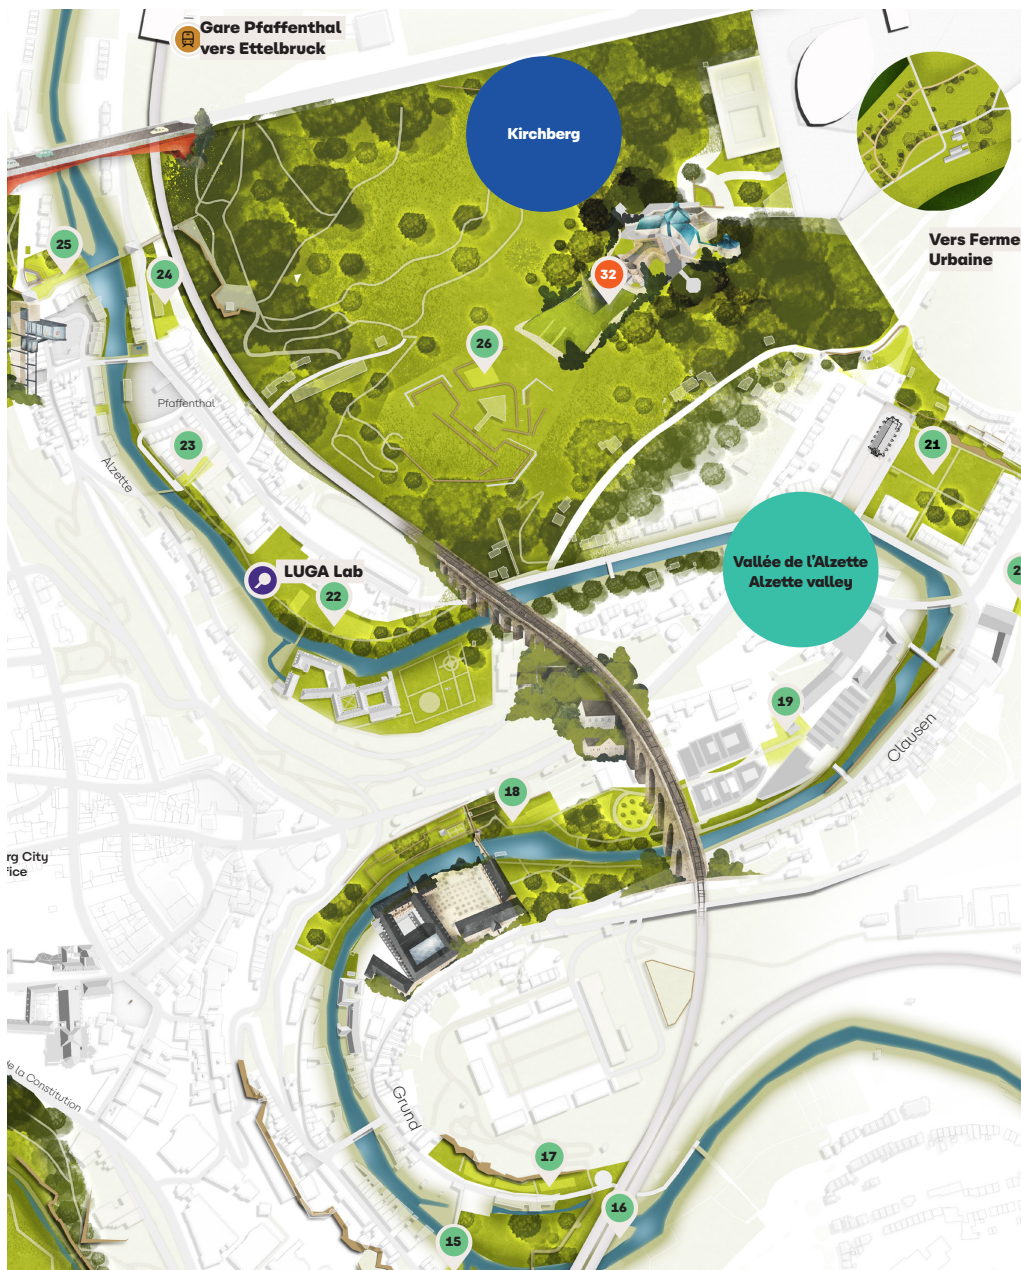 Gare Pfaffenthal
vers Ettelbruck
Kirchberg
Vers Ferme
Urbaine
25
24
32
26
Pfaffenthal
23
21
Alzette
Vallée de l'Alzette
Alzette valley
LUGA Lab
22
19
Clausen
18
rg City
fice
de la Constitution
Grund
17
16
15